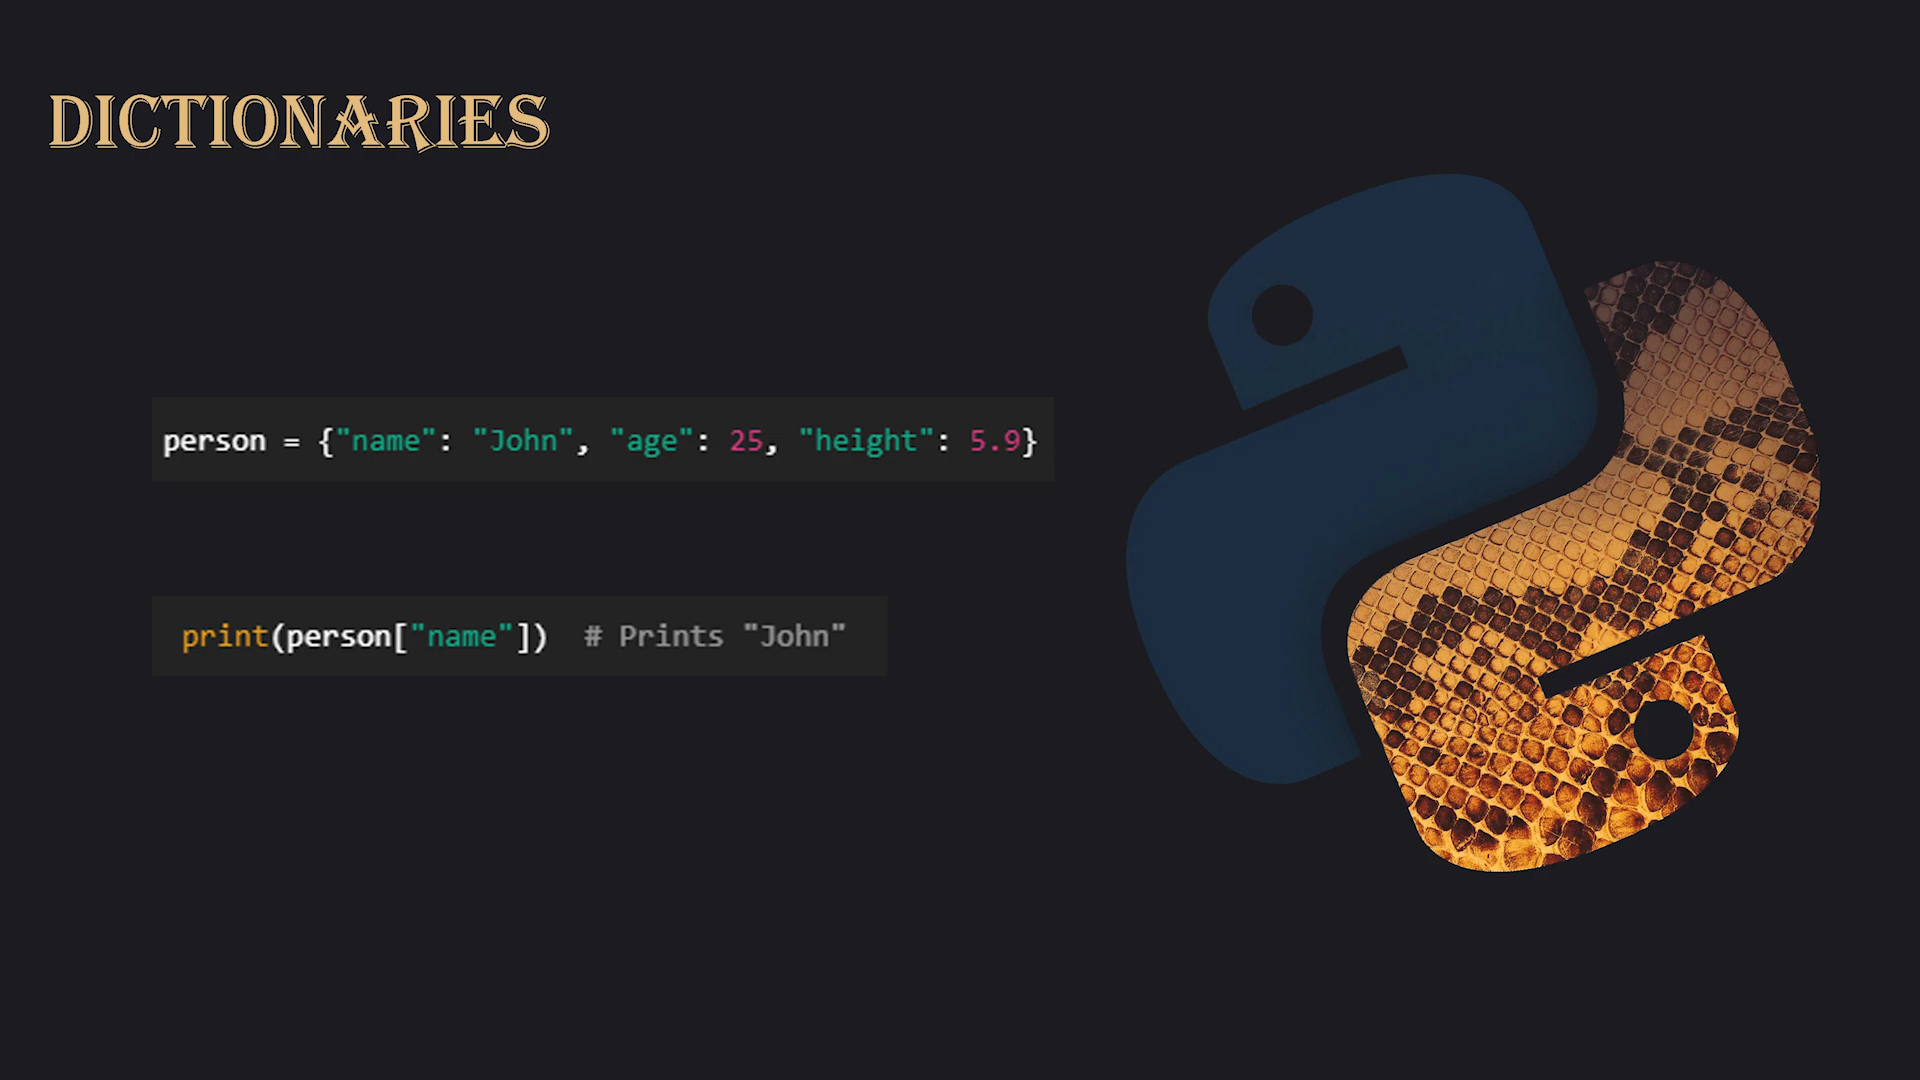 DICTIONARIES
person = {"name": "John", "age": 25, "height": 5.9}
print(person["name"])  # Prints "John"